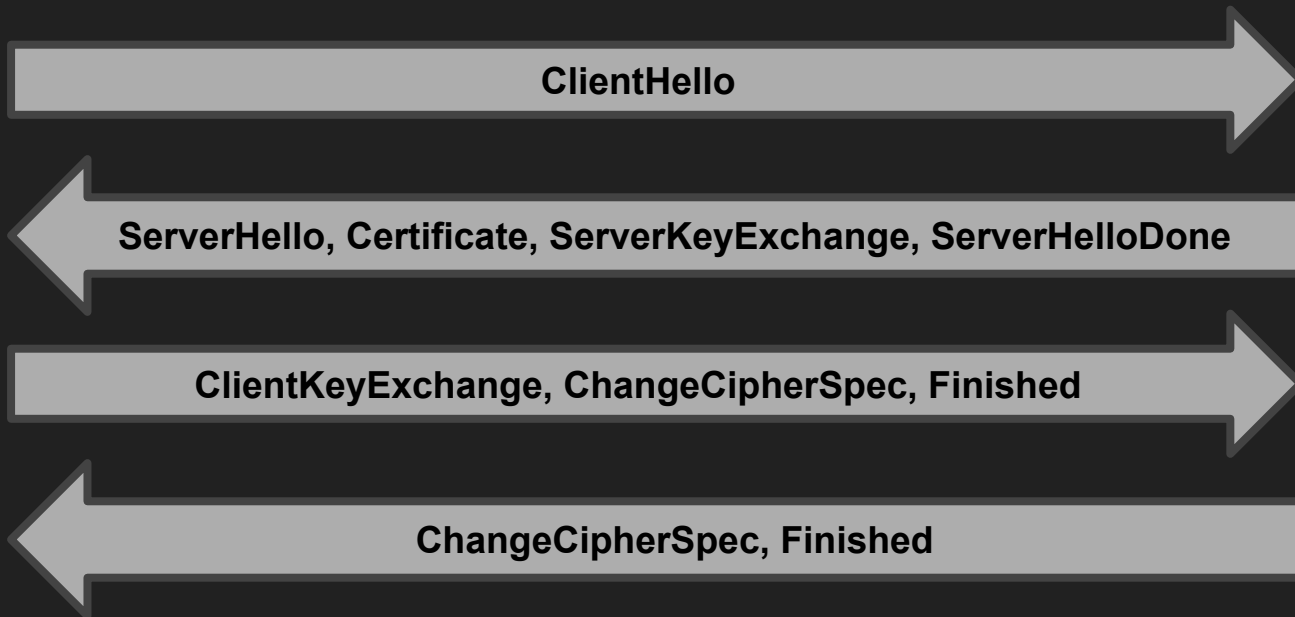 ClientHello
ServerHello, Certificate, ServerKeyExchange, ServerHelloDone
ClientKeyExchange, ChangeCipherSpec, Finished
ChangeCipherSpec, Finished